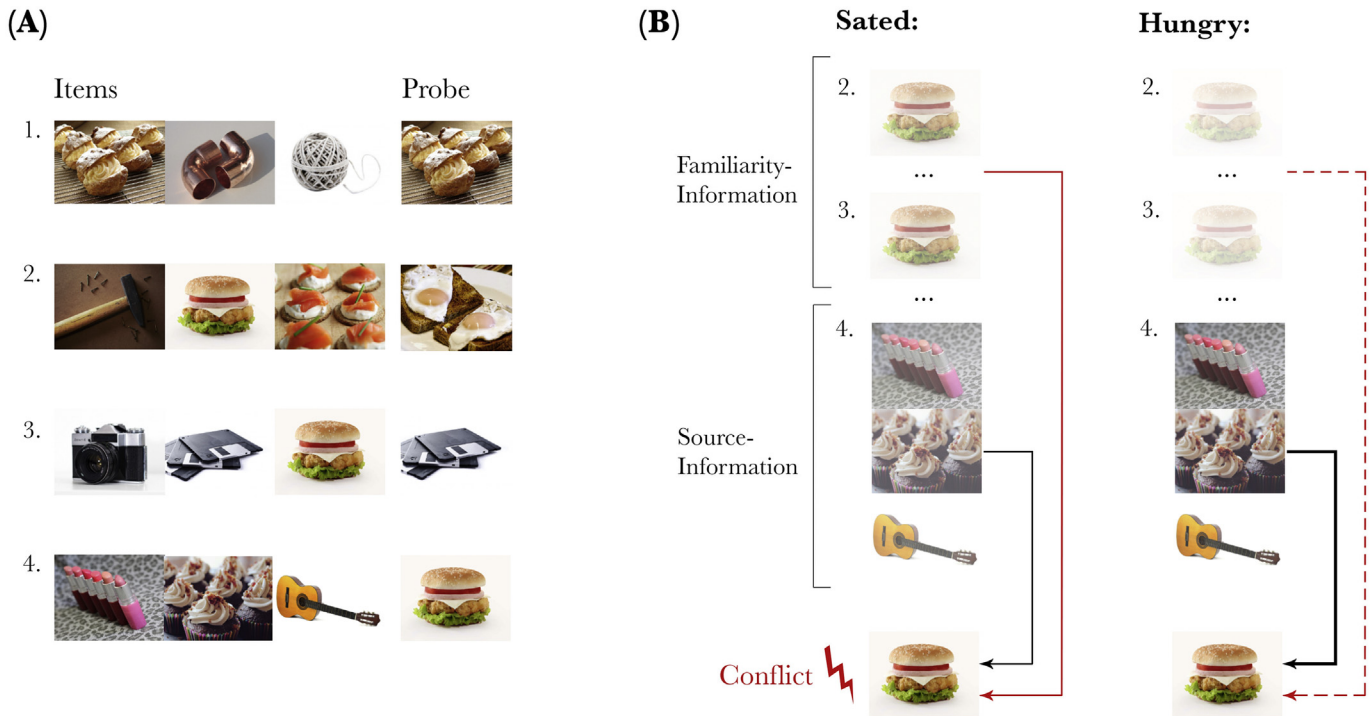 (A)
Items
Probe
1.
2.
3.
4.
(B)
Sated:
Hungry:
Familiarity-
Information
2.
...
3.
...
Source-
Information
4.
2.
...
3.
...
4.
Conflict